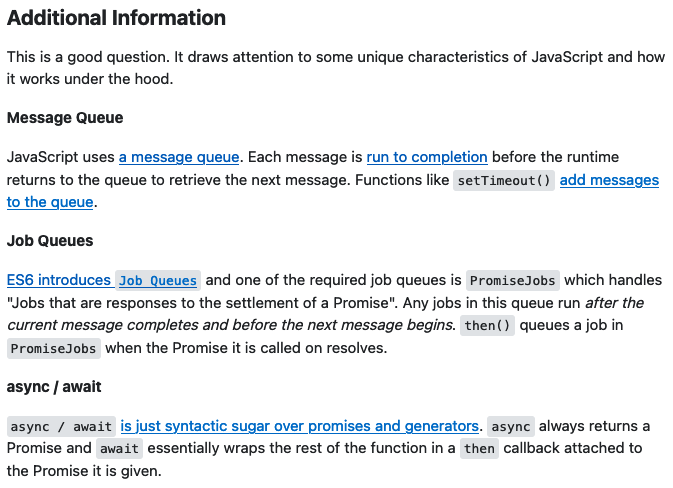 Additional Information
This is a good question. It draws attention to some unique characteristics of JavaScript and how
it works under the hood.
Message Queue
JavaScript uses a message queue. Each message is run to completion before the runtime
returns to the queue to retrieve the next message. Functions like setTimeout() add messages
to the queue.
Job Queues
ES6 introduces Job Queues and one of the required job queues is PromiseJobs which handles
"Jobs that are responses to the settlement of a Promise". Any jobs in this queue run after the
current message completes and before the next message begins. then() queues a job in
PromiseJobs when the Promise it is called on resolves.
async / await
async / await is just syntactic sugar over promises and generators. async always returns a
Promise and await essentially wraps the rest of the function in a then callback attached to
the Promise it is given.